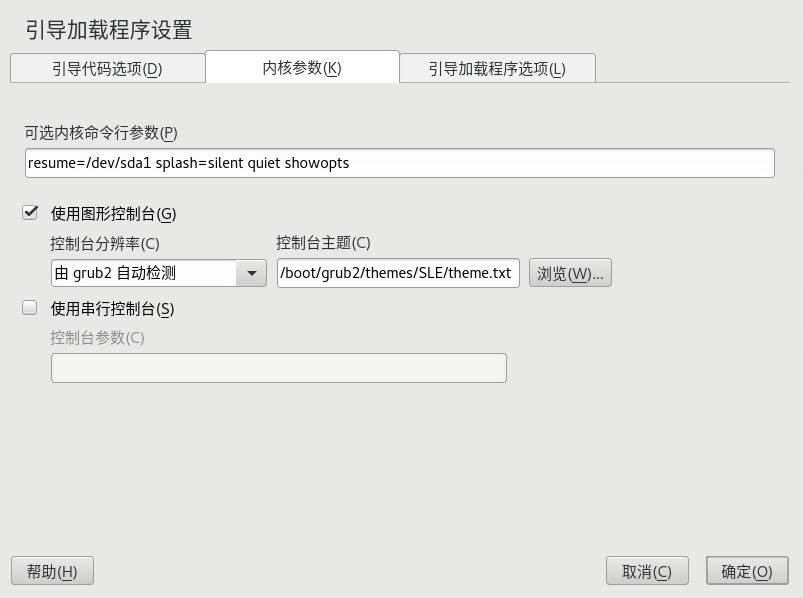 引导加载程序设置
引导代码选项(D) 内核参数(K) 引导加载程序选项(L)
可选内核命令行参数(P)
resume=/dev/sda1 splash=silent quiet showopts
使用图形控制台(G)
控制台分辨率(C) 控制台主题(C)
由 grub2 自动检测 /boot/grub2/themes/SLE/theme.txt 浏览(W)...
使用串行控制台(S)
控制台参数(C)
帮助(H) 取消(C) 确定(O)